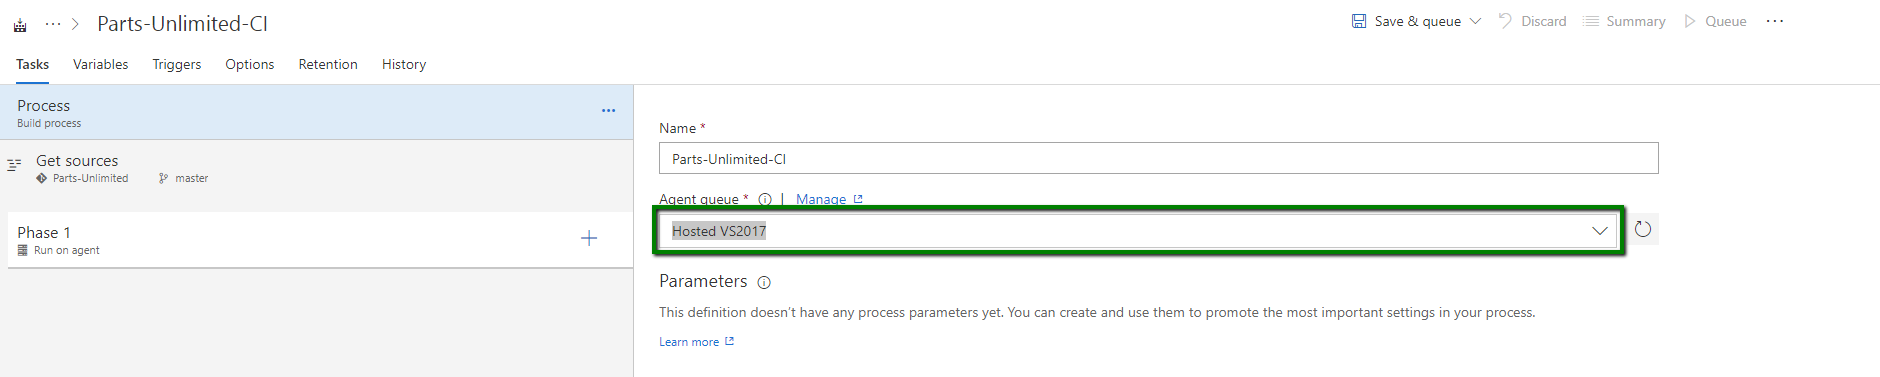 ··· > Parts-Unlimited-CI
Save & queue Discard Summary Queue ···
Tasks Variables Triggers Options Retention History
Process
Build process
Get sources
Parts-Unlimited master
Phase 1
Run on agent
Name *
Parts-Unlimited-CI
Agent queue * | Manage
Hosted VS2017
Parameters
This definition doesn't have any process parameters yet. You can create and use them to promote the most important settings in your process.
Learn more